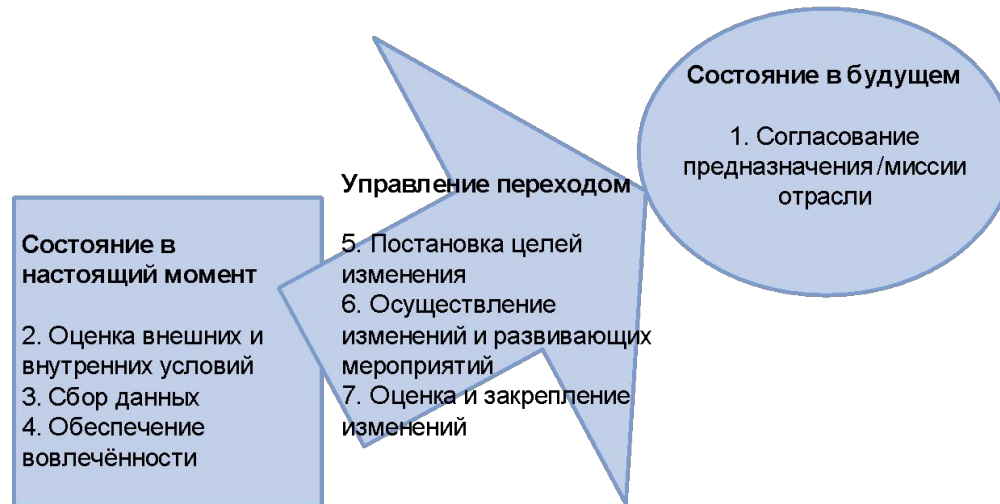 Состояние в
настоящий момент
2. Оценка внешних и
внутренних условий
3. Сбор данных
4. Обеспечение
вовлечённости
Управление переходом
5. Постановка целей
изменения
6. Осуществление
изменений и развивающих
мероприятий
7. Оценка и закрепление
изменений
Состояние в будущем
1. Согласование
предназначения/миссии
отрасли